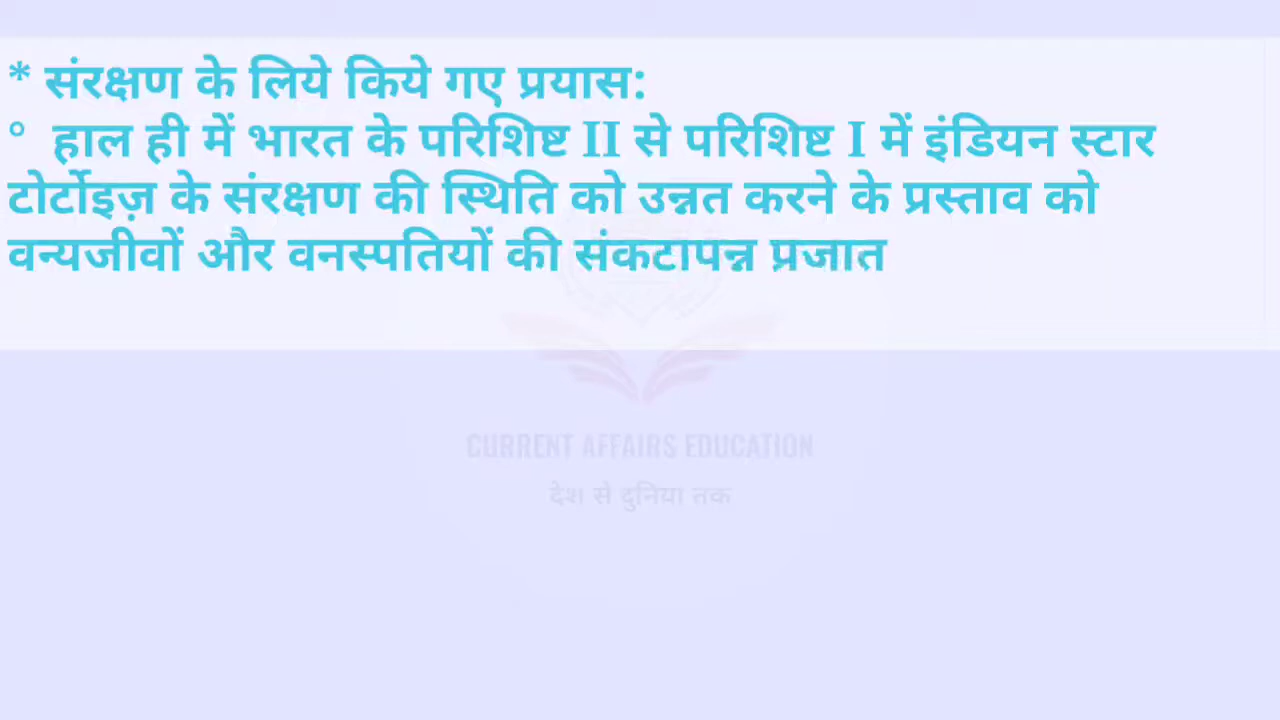 * संरक्षण के लिये किये गए प्रयास:
° हाल ही में भारत के परिशिष्ट II से परिशिष्ट I में इंडियन स्टार
टोर्टोइज़ के संरक्षण की स्थिति को उन्नत करने के प्रस्ताव को
वन्यजीवों और वनस्पतियों की संकटापन्न प्रजात
CURRENT AFFAIRS EDUCATION
देश से दुनिया तक